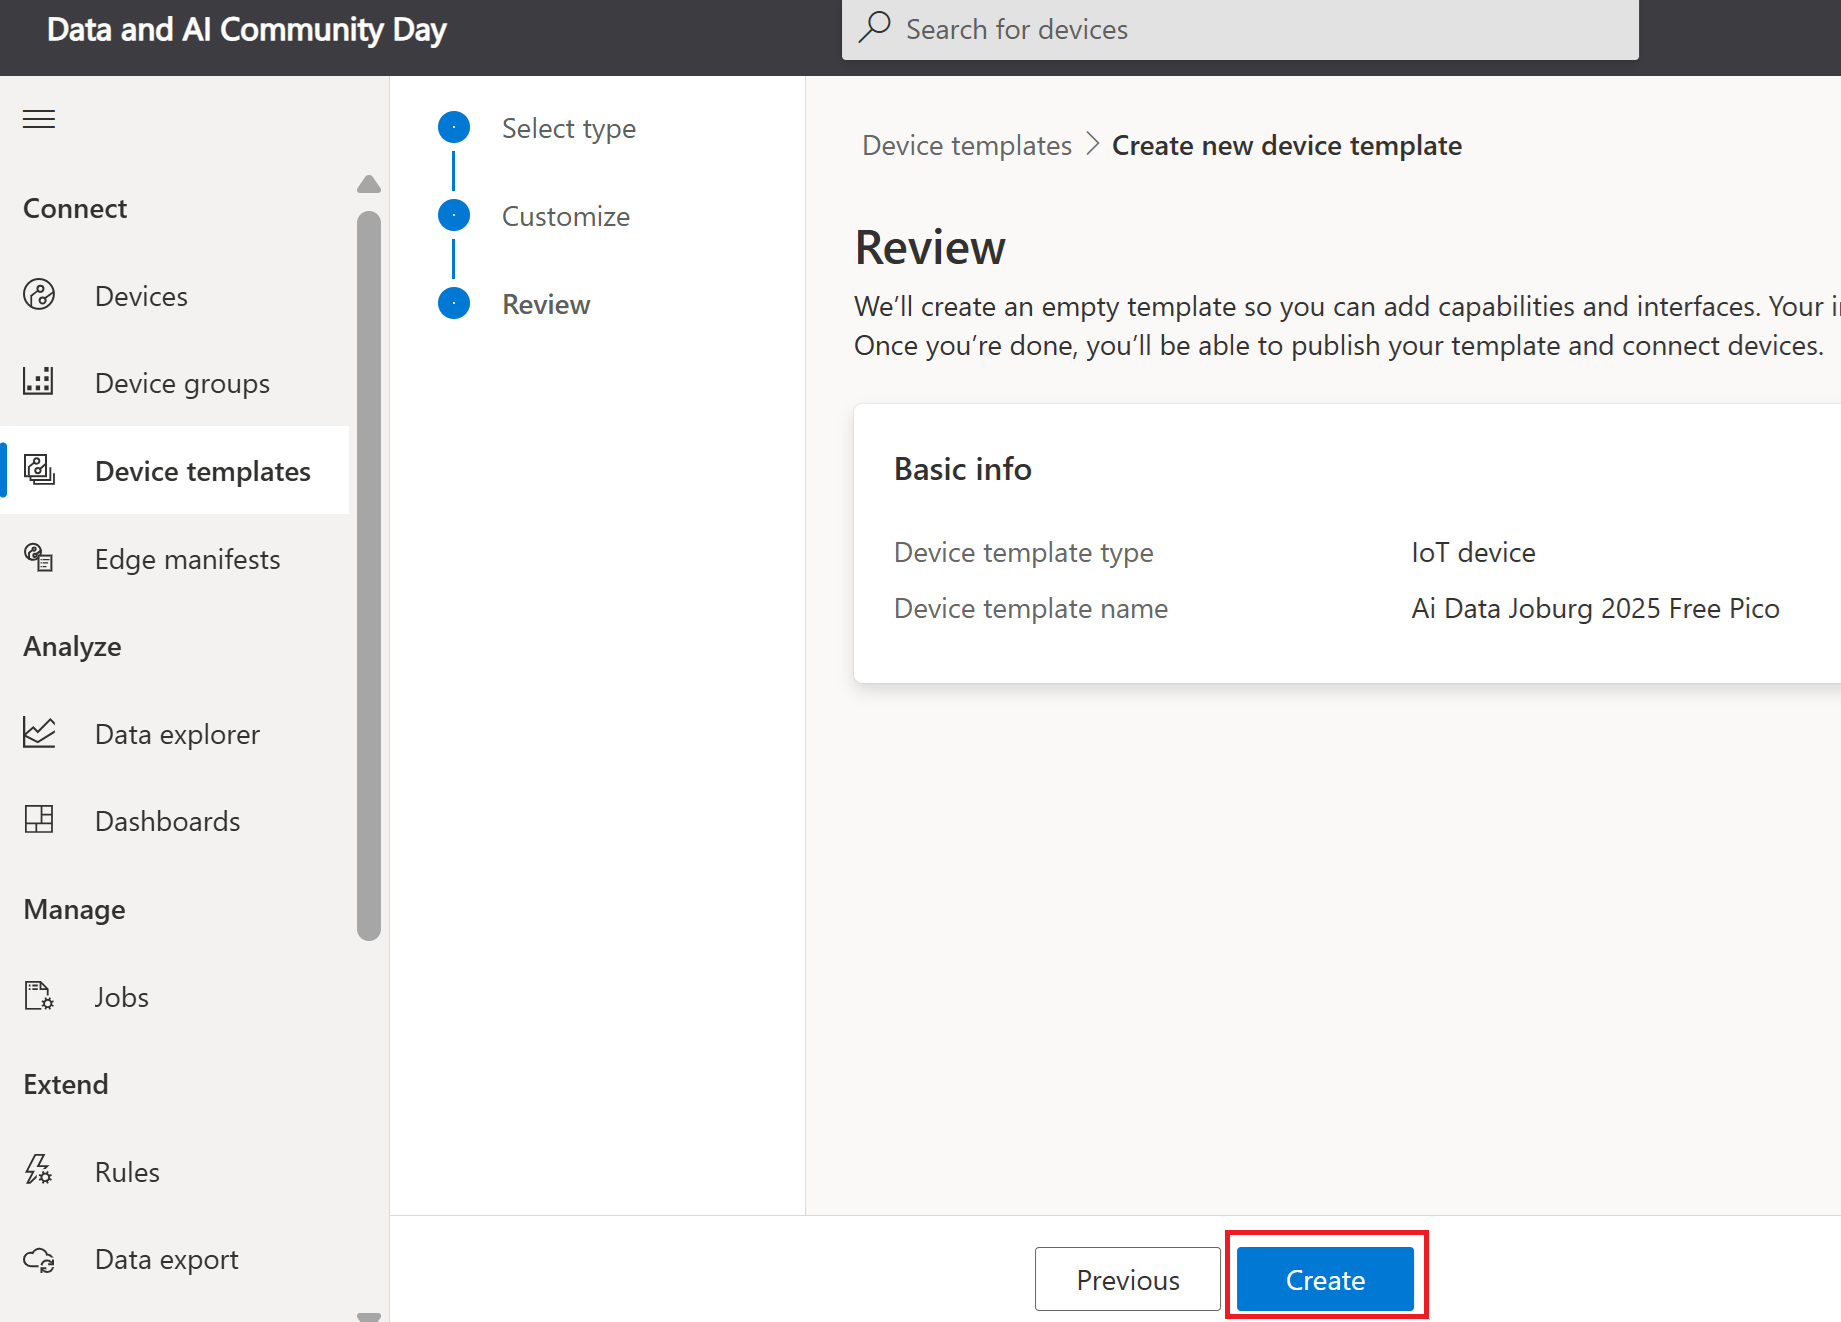 Data and AI Community Day
Search for devices
Connect
Devices
Device groups
Device templates
Edge manifests
Analyze
Data explorer
Dashboards
Manage
Jobs
Extend
Rules
Data export
Select type
Customize
Review
Device templates > Create new device template
Review
We’ll create an empty template so you can add capabilities and interfaces. Your
Once you’re done, you’ll be able to publish your template and connect devices.
Basic info
Device template type IoT device
Device template name Ai Data Joburg 2025 Free Pico
Previous
Create